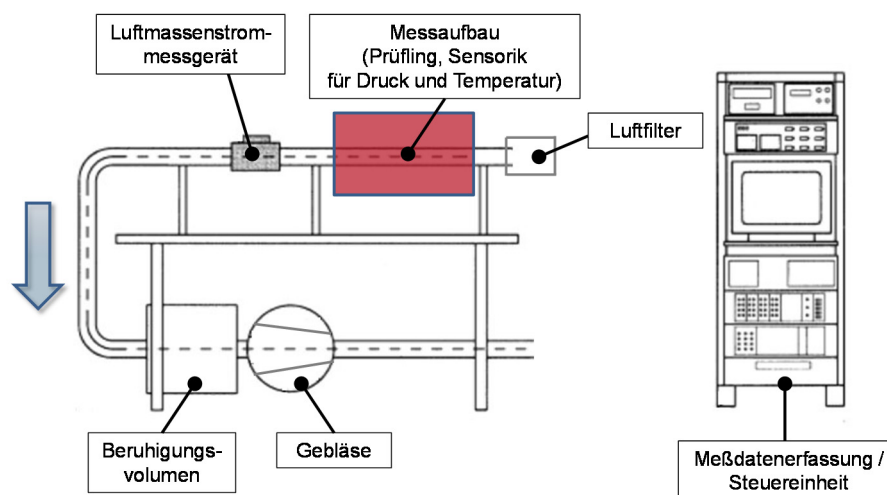 Luftmassenstrom-
messgerät
Messaufbau
(Prüfling, Sensorik
für Druck und Temperatur)
Luftfilter
Beruhigungs-
volumen
Gebläse
Meßdatenerfassung /
Steuereinheit